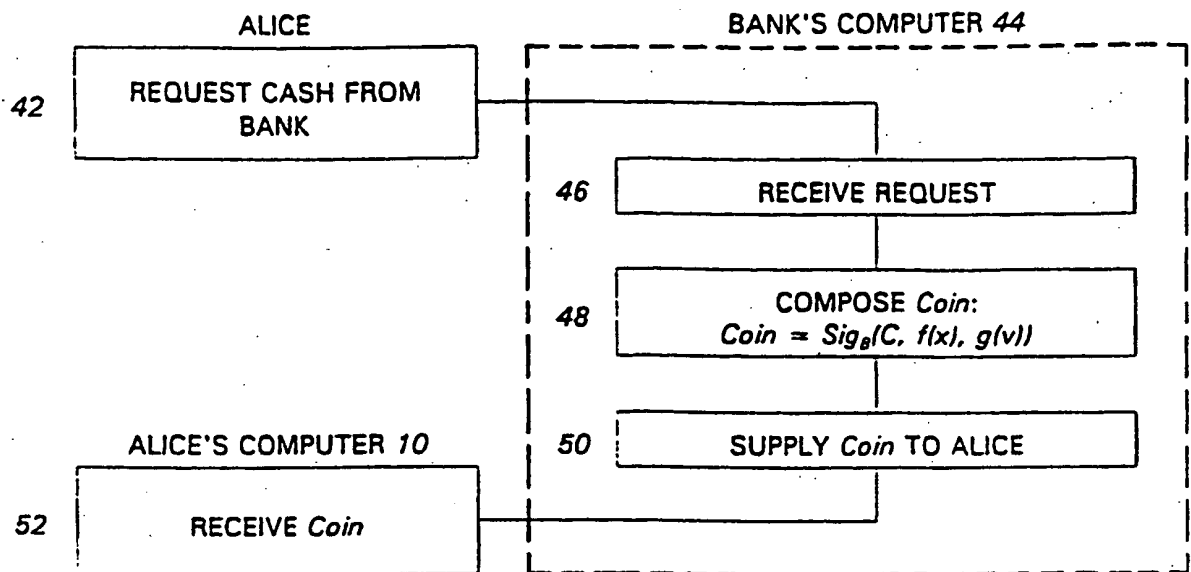 ALICE
BANK'S COMPUTER 44
42
REQUEST CASH FROM
BANK
46
RECEIVE REQUEST
48
COMPOSE Coin:
Coin = Sig_B(C, f(x), g(v))
50
SUPPLY Coin TO ALICE
ALICE'S COMPUTER 10
52
RECEIVE Coin